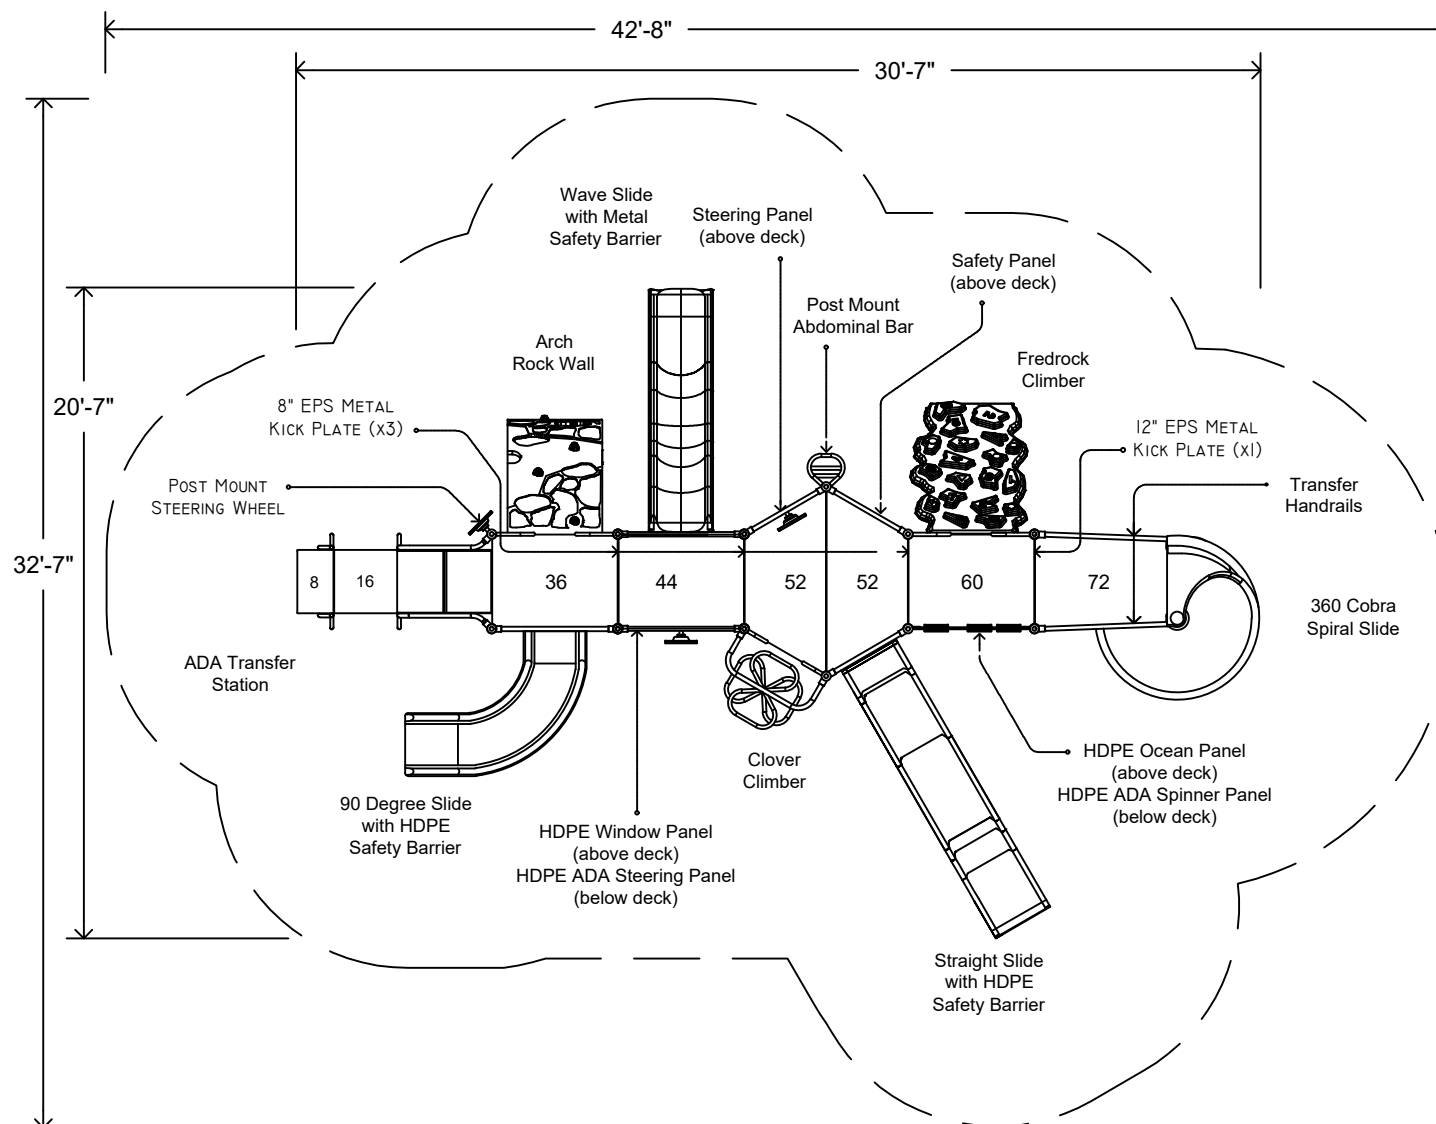 42'-8"
30'-7"
Wave Slide
with Metal
Safety Barrier
Steering Panel
(above deck)
Safety Panel
(above deck)
Post Mount
Abdominal Bar
Arch
Rock Wall
Fredrock
Climber
20'-7"
8" EPS METAL
KICK PLATE (X3)
12" EPS METAL
KICK PLATE (X1)
POST MOUNT
STEERING WHEEL
Transfer
Handrails
32'-7"
8
16
36
44
52
52
60
72
360 Cobra
Spiral Slide
ADA Transfer
Station
Clover
Climber
HDPE Ocean Panel
(above deck)
HDPE ADA Spinner Panel
(below deck)
90 Degree Slide
with HDPE
Safety Barrier
HDPE Window Panel
(above deck)
HDPE ADA Steering Panel
(below deck)
Straight Slide
with HDPE
Safety Barrier